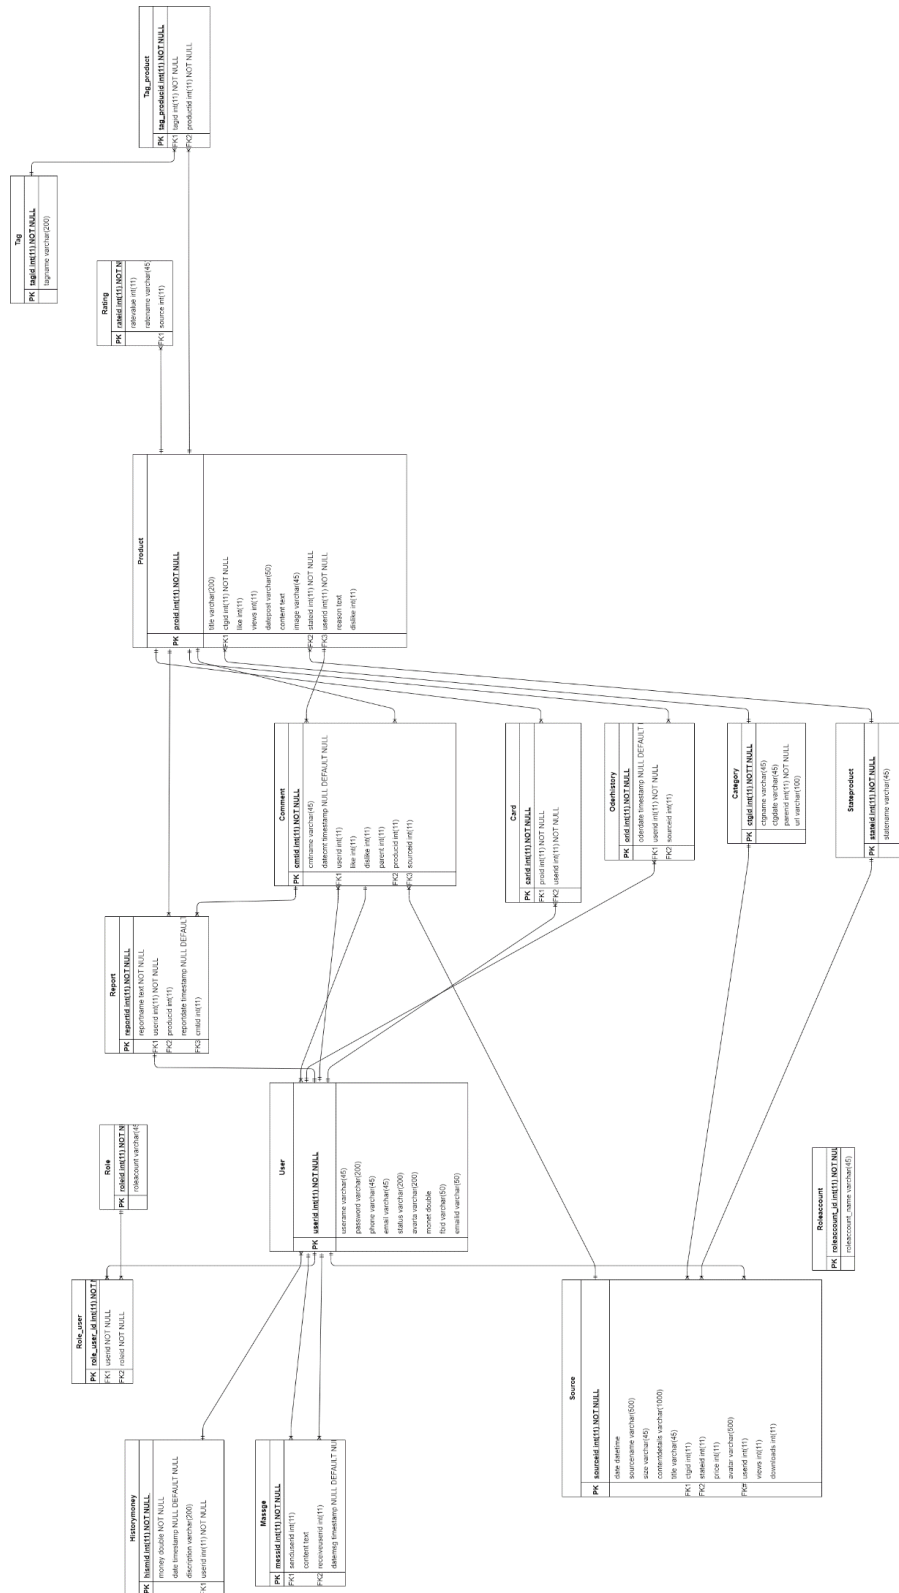 Tag_product
PK tag_producid int(11) NOT NULL
FK1 tagid int(11) NOT NULL
FK2 productid int(11) NOT NULL
Tag
PK tagid int(11) NOT NULL
tagname varchar(200)
Rating
PK rateid int(11) NOT N
ratevalue int(11)
ratename varchar(45
FK1 source int(11)
Product
PK proid int(11) NOT NULL
title varchar(200)
FK1 ctgid int(11) NOT NULL
like int(11)
views int(11)
datepost varchar(50)
content text
image varchar(45)
FK2 stateid int(11) NOT NULL
FK3 userid int(11) NOT NULL
reason text
dislike int(11)
Comment
PK cmtid int(11) NOT NULL
cmtname varchar(45)
datecmt timestamp NULL DEFAULT NULL
FK1 userid int(11)
like int(11)
dislike int(11)
parent int(11)
FK2 producid int(11)
FK3 sourceid int(11)
Card
PK carid int(11) NOT NULL
FK1 proid int(11) NOT NULL
FK2 userid int(11) NOT NULL
Oderhistory
PK orid int(11) NOT NULL
oderdate timestamp NULL DEFAULT
FK1 userid int(11) NOT NULL
FK2 sourceid int(11)
Category
PK ctgid int(11) NOTT NULL
ctgname varchar(45)
ctgdate varchar(45)
parenid int(11) NOT NULL
url varchar(100)
Stateproduct
PK stateid int(11) NOT NULL
statename varchar(45)
Report
PK reportid int(11) NOT NULL
reportname text NOT NULL
FK1 userid int(11) NOT NULL
FK2 producid int(11)
reportdate timestamp NULL DEFAULT
FK3 cmtid int(11)
User
PK userid int(11) NOT NULL
username varchar(45)
password varchar(200)
phone varchar(45)
email varchar(45)
status varchar(200)
avarta varchar(200)
monet double
fbid varchar(50)
emailid varchar(50)
Role
PK roleid int(11) NOT N
roleacount varchar(45
Roleaccount
PK roleaccount_id int(11) NOT NUL
roleaccount_name varchar(45)
Role_user
PK role_user_id int(11) NOT
FK1 userid NOT NULL
FK2 roleid NOT NULL
Source
PK sourceid int(11) NOT NULL
date datetime
sourcename varchar(500)
size varchar(45)
contentdetails varchar(1000)
title varchar(45)
FK1 ctgid int(11)
FK2 stateid int(11)
price int(11)
avatar varchar(500)
FK# userid int(11)
views int(11)
downloads int(11)
Historymoney
PK hismid int(11) NOT NULL
money double NOT NULL
date timestamp NULL DEFAULT NULL
discription varchar(200)
FK1 userid int(11) NOT NULL
Massge
PK messid int(11) NOT NULL
FK1 senduserid int(11)
content text
FK2 receiveuserid int(11)
datemsg timestamp NULL DEFAULT NU